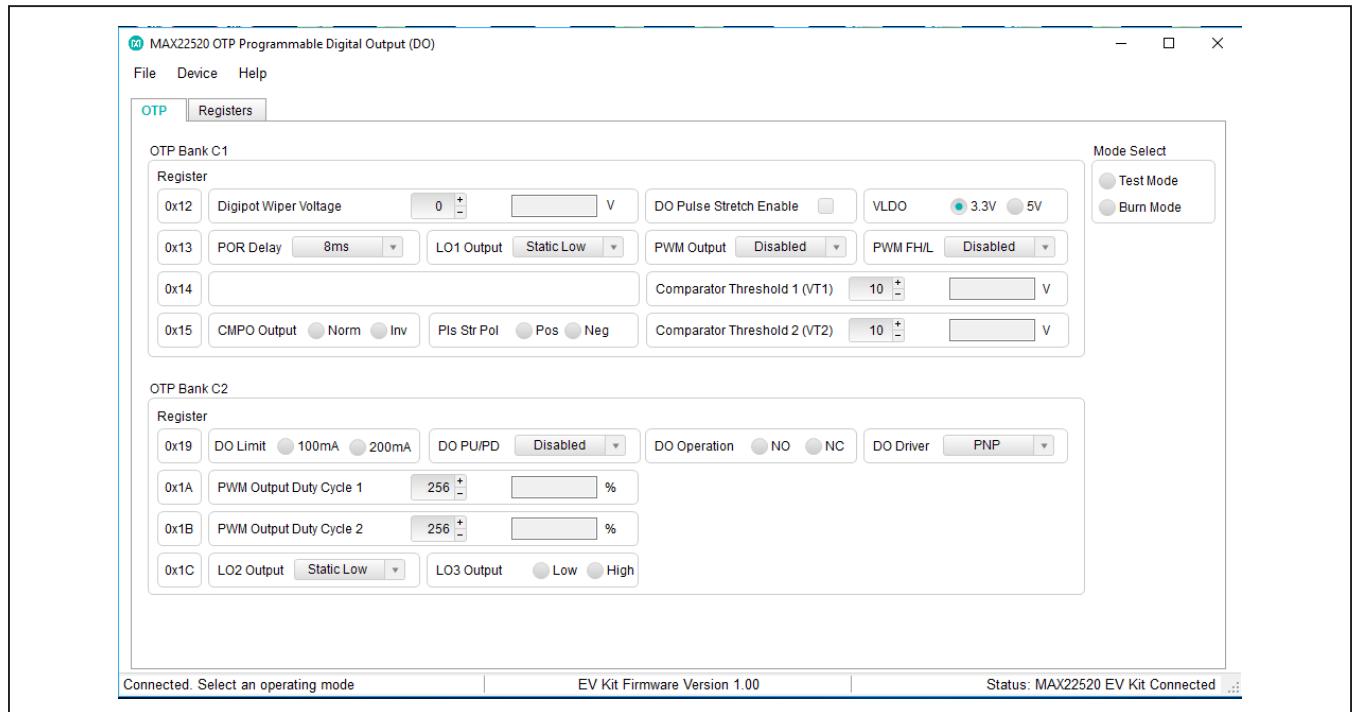 MAX22520 OTP Programmable Digital Output (DO)
File Device Help
OTP Registers
OTP Bank C1
Mode Select
Register
Test Mode
Burn Mode
0x12 Digipot Wiper Voltage 0 + - V DO Pulse Stretch Enable VLDO 3.3V 5V
0x13 POR Delay 8ms LO1 Output Static Low PWM Output Disabled PWM FH/L Disabled
0x14 Comparator Threshold 1 (VT1) 10 + - V
0x15 CMPO Output Norm Inv Pls Str Pol Pos Neg Comparator Threshold 2 (VT2) 10 + - V
OTP Bank C2
Register
0x19 DO Limit 100mA 200mA DO PU/PD Disabled DO Operation NO NC DO Driver PNP
0x1A PWM Output Duty Cycle 1 256 + - %
0x1B PWM Output Duty Cycle 2 256 + - %
0x1C LO2 Output Static Low LO3 Output Low High
Connected. Select an operating mode EV Kit Firmware Version 1.00 Status: MAX22520 EV Kit Connected